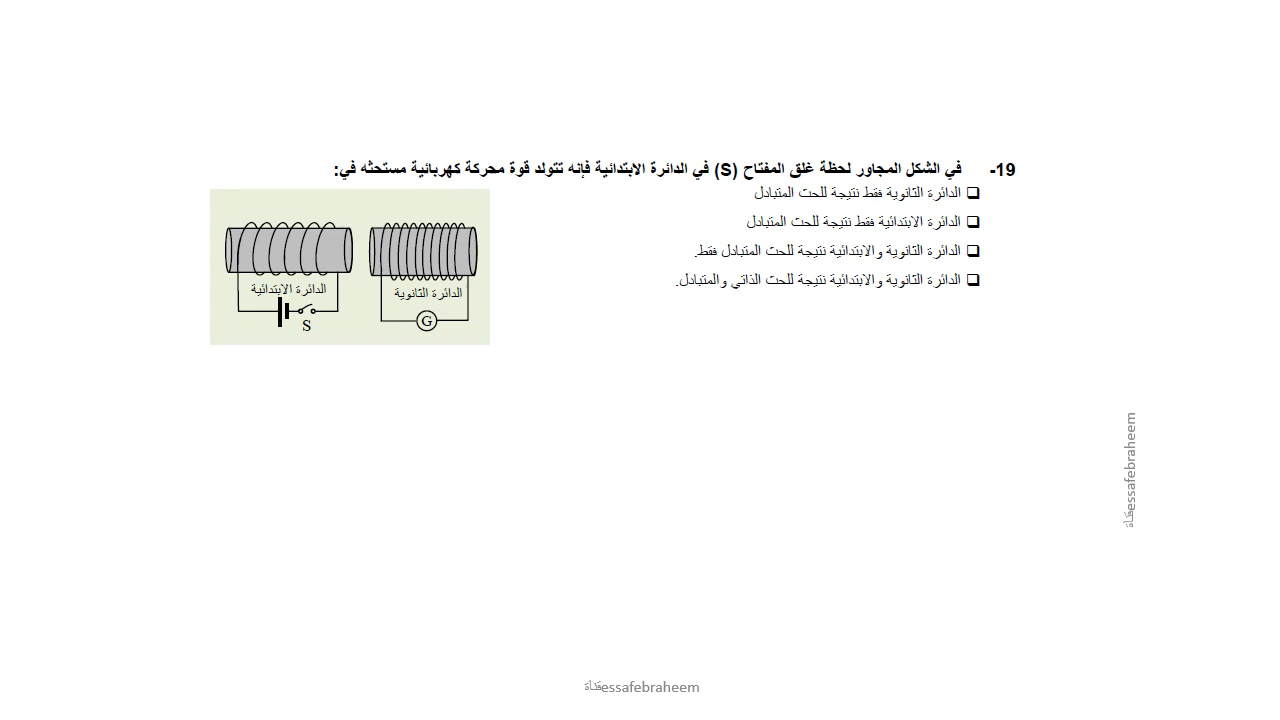 19- في الشكل المجاور لحظة غلق المفتاح (S) في الدائرة الابتدائية فإنه تتولد قوة محركة كهربائية مستحثه في:
❑ الدائرة الثانوية فقط نتيجة للحث المتبادل
❑ الدائرة الابتدائية فقط نتيجة للحث المتبادل
❑ الدائرة الثانوية والابتدائية نتيجة للحث المتبادل فقط.
❑ الدائرة الثانوية والابتدائية نتيجة للحث الذاتي والمتبادل.
الدائرة الابتدائية
S
الدائرة الثانوية
G
قناة essafebraheem
قناة essafebraheem